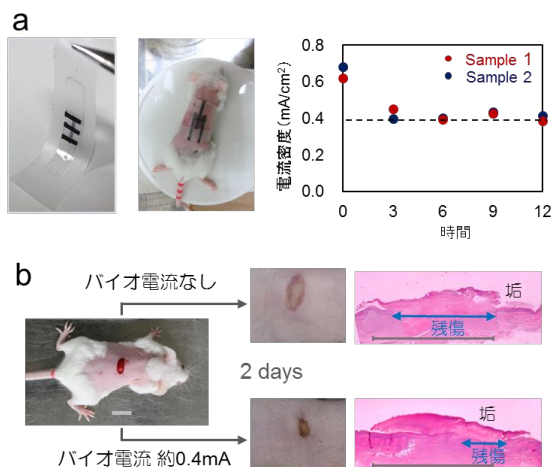 a
電流密度（mA/cm²）
0.8
0.6
0.4
0.2
0.0
Sample 1
Sample 2
0 3 6 9 12
時間
b
バイオ電流なし
垢
残傷
2 days
垢
残傷
バイオ電流 約0.4mA